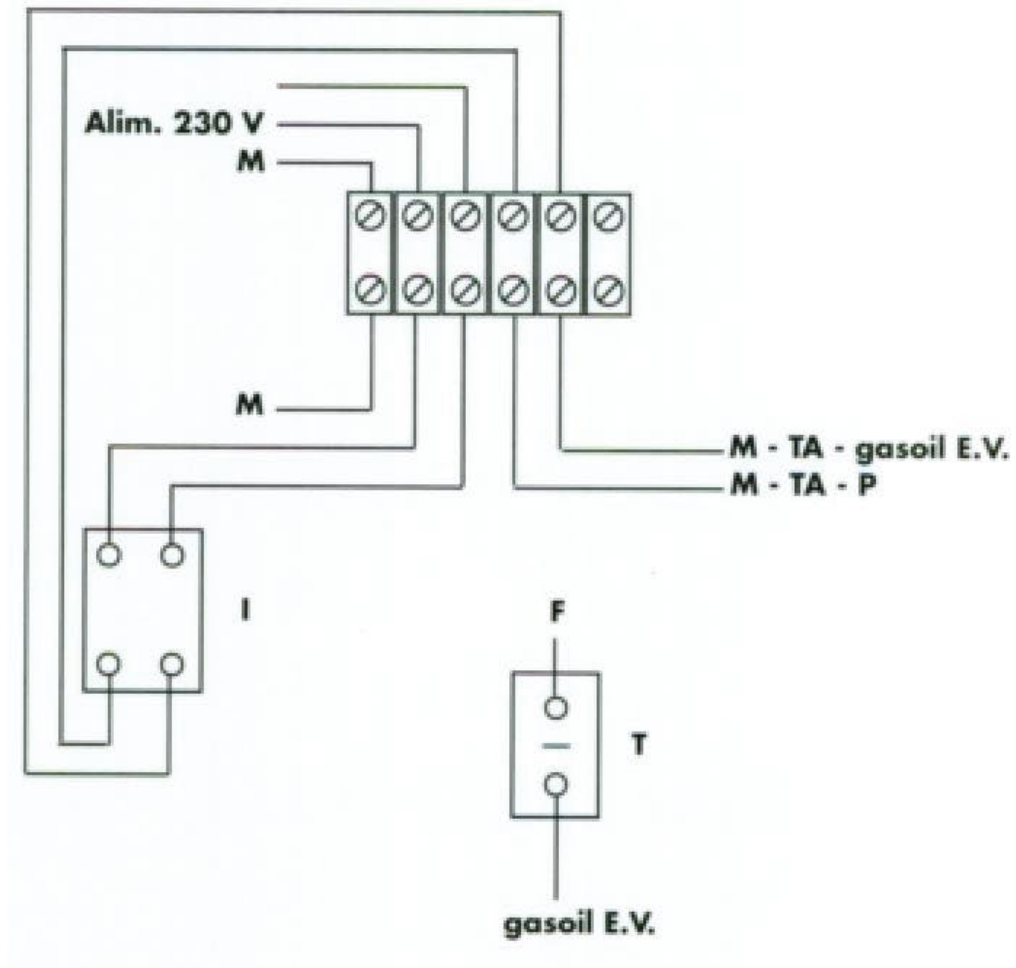 Alim. 230 V
M
M
M - TA - gasoil E.V.
M - TA - P
I
F
T
gasoil E.V.